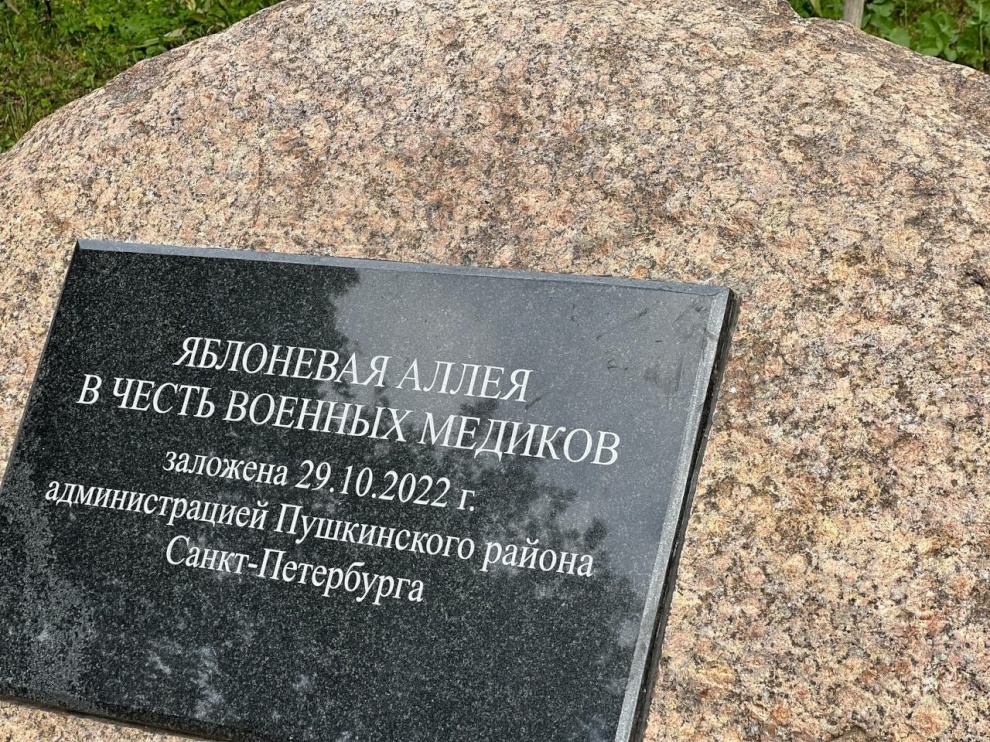 ЯБЛОНЕВАЯ АЛЛЕЯ
В ЧЕСТЬ ВОЕННЫХ МЕДИКОВ
заложена 29.10.2022 г.
администрацией Пушкинского района
Санкт-Петербурга